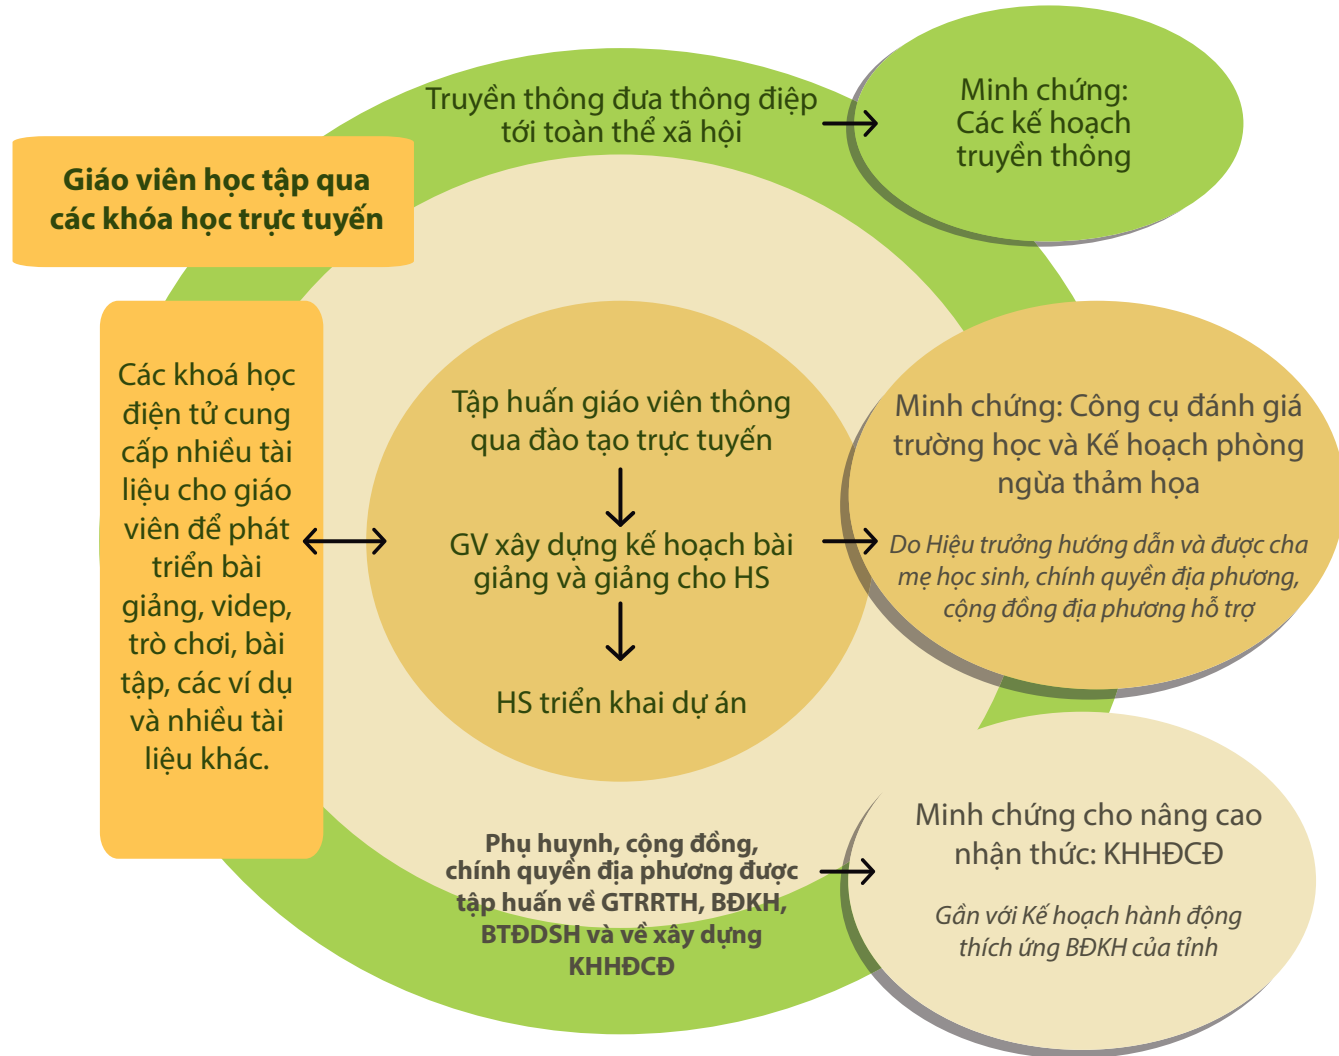 Truyền thông đưa thông điệp
tới toàn thể xã hội
Minh chứng:
Các kế hoạch
truyền thông
Giáo viên học tập qua
các khóa học trực tuyến
Các khoá học
điện tử cung
cấp nhiều tài
liệu cho giáo
viên để phát
triển bài
giảng, videp,
trò chơi, bài
tập, các ví dụ
và nhiều tài
liệu khác.
Tập huấn giáo viên thông
qua đào tạo trực tuyến
GV xây dựng kế hoạch bài
giảng và giảng cho HS
HS triển khai dự án
Minh chứng: Công cụ đánh giá
trường học và Kế hoạch phòng
ngừa thảm họa
Do Hiệu trưởng hướng dẫn và được cha
mẹ học sinh, chính quyền địa phương,
cộng đồng địa phương hỗ trợ
Phụ huynh, cộng đồng,
chính quyền địa phương được
tập huấn về GTRRTH, BĐKH,
BTĐDSH và về xây dựng
KHHĐCĐ
Minh chứng cho nâng cao
nhận thức: KHHĐCĐ
Gần với Kế hoạch hành động
thích ứng BĐKH của tỉnh